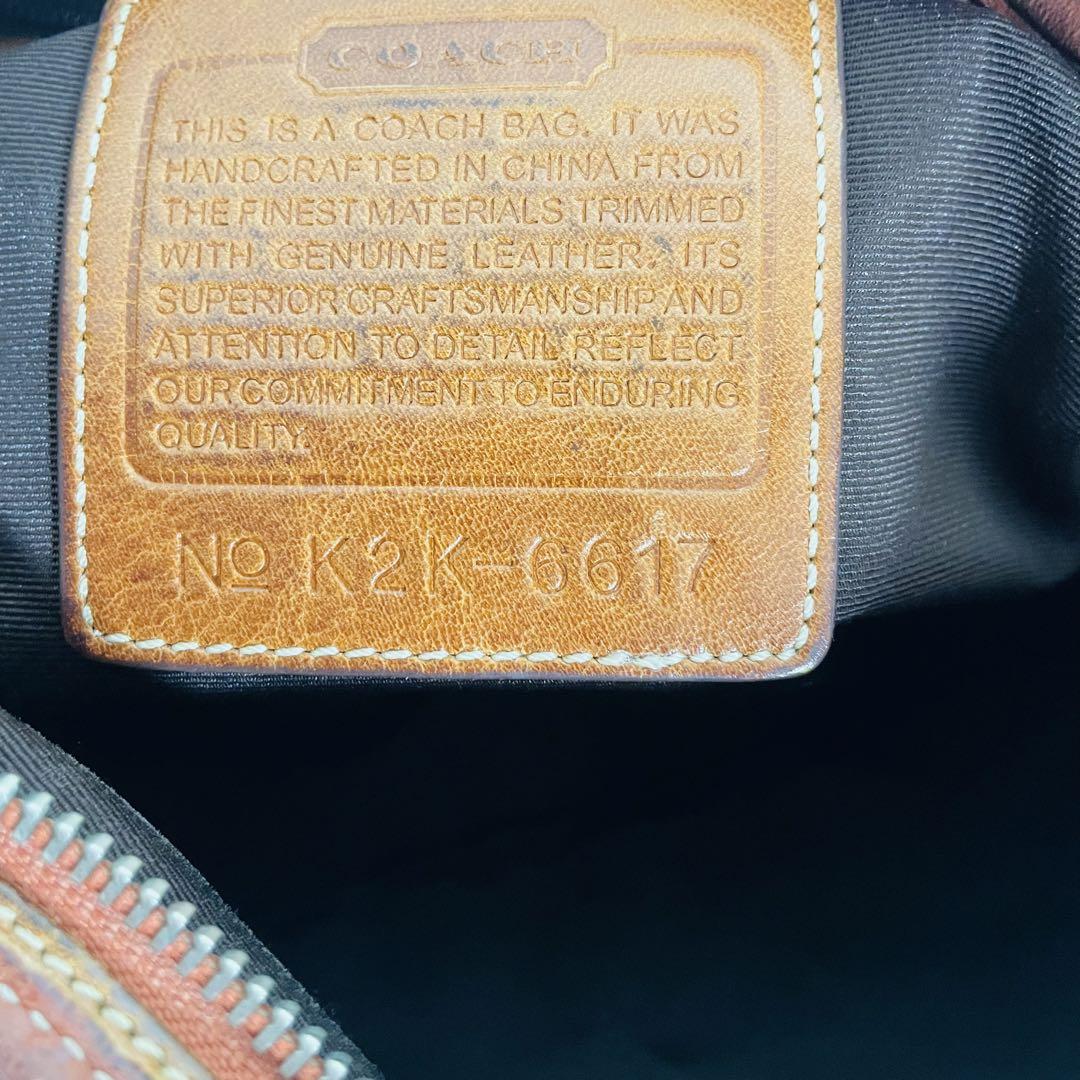 COACH
THIS IS A COACH BAG. IT WAS
HANDCRAFTED IN CHINA FROM
THE FINEST MATERIALS TRIMMED
WITH GENUINE LEATHER. ITS
SUPERIOR CRAFTSMANSHIP AND
ATTENTION TO DETAIL REFLECT
OUR COMMITMENT TO ENDURING
QUALITY.
№ K2K-6617